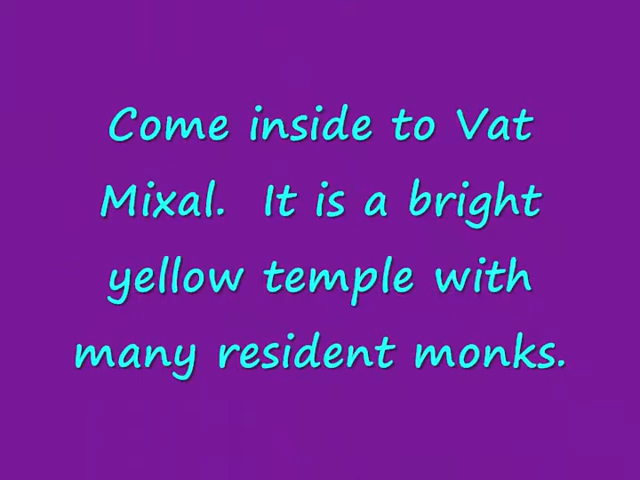 Come inside to Vat
Mixal.  It is a bright
yellow temple with
many resident monks.